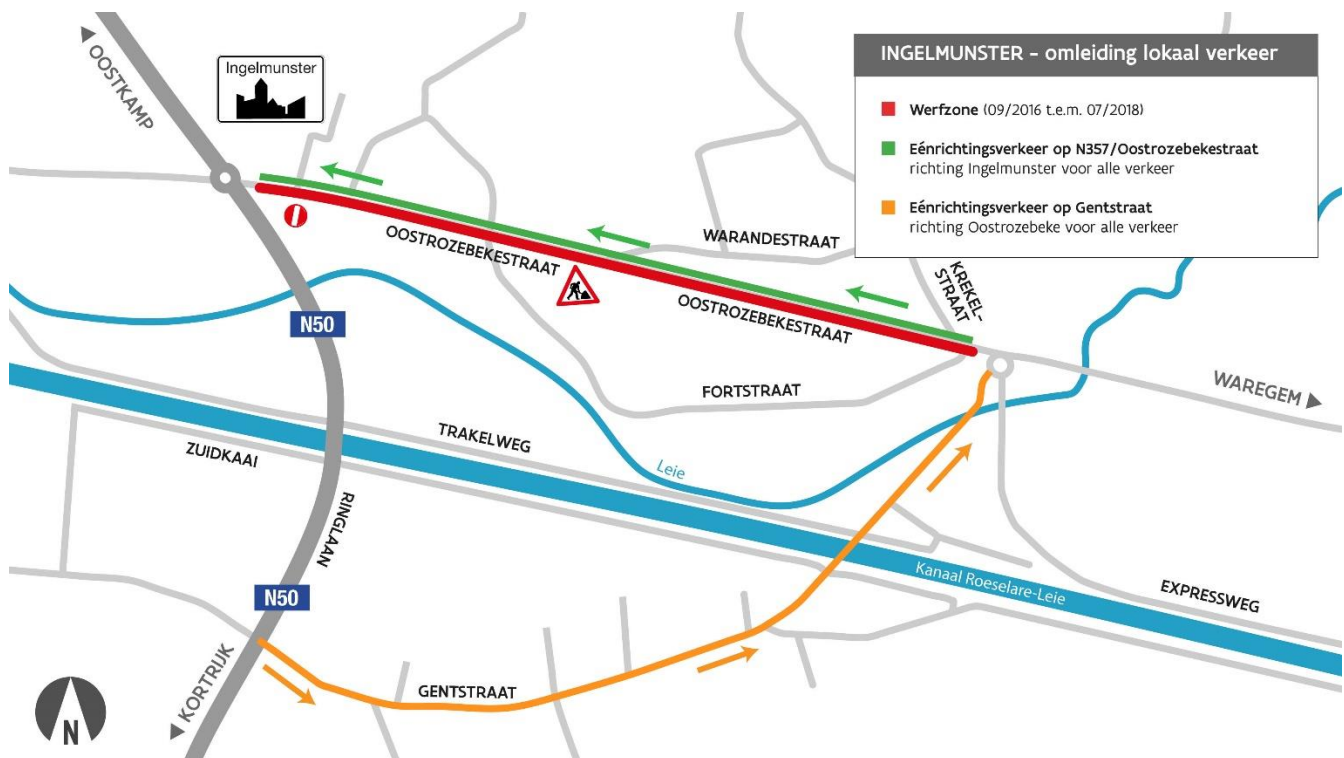 OOSTKAMP
Ingelmunster
INGELMUNSTER – omleiding lokaal verkeer
Werfzone (09/2016 t.e.m. 07/2018)
Eénrichtingsverkeer op N357/Oostrozebekestraat
richting Ingelmunster voor alle verkeer
Eénrichtingsverkeer op Gentstraat
richting Oostrozebeke voor alle verkeer
OOSTROZEBEKESTRAAT
WARANDESTRAAT
KREKEL-
STRAAT
OOSTROZEBEKESTRAAT
N50
FORTSTRAAT
WAREGEM
TRAKELWEG
ZUIDKAAI
Leie
RINGLAAN
Kanaal Roeselare-Leie
EXPRESSWEG
N50
KORTRIJK
GENTSTRAAT
N